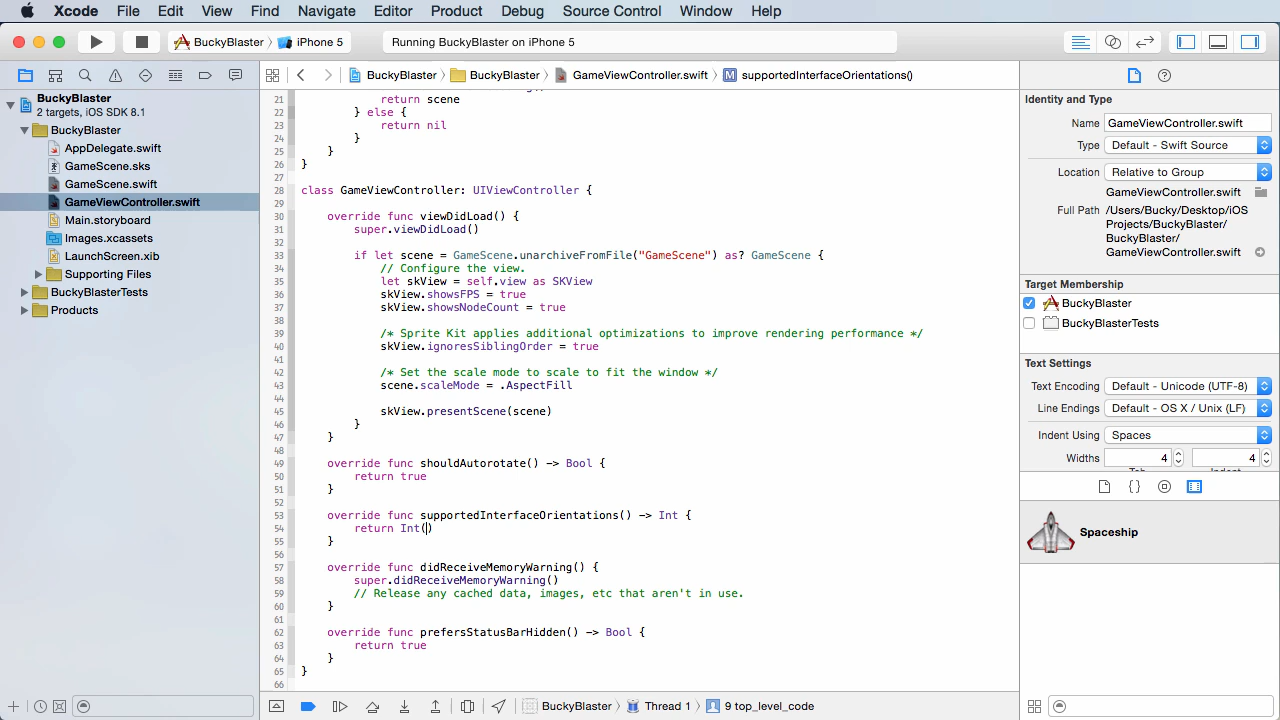 Xcode File Edit View Find Navigate Editor Product Debug Source Control Window Help
BuckyBlaster iPhone 5
Running BuckyBlaster on iPhone 5
BuckyBlaster BuckyBlaster GameViewController.swift M supportedInterfaceOrientations()
BuckyBlaster
2 targets, iOS SDK 8.1
BuckyBlaster
AppDelegate.swift
GameScene.sks
GameScene.swift
GameViewController.swift
Main.storyboard
Images.xcassets
LaunchScreen.xib
Supporting Files
BuckyBlasterTests
Products
21 return scene
22 } else {
23 return nil
24 }
25 }
26 }
27
28 class GameViewController: UIViewController {
29
30 override func viewDidLoad() {
31 super.viewDidLoad()
32
33 if let scene = GameScene.unarchiveFromFile("GameScene") as? GameScene {
34 // Configure the view.
35 let skView = self.view as SKView
36 skView.showsFPS = true
37 skView.showsNodeCount = true
38
39 /* Sprite Kit applies additional optimizations to improve rendering performance */
40 skView.ignoresSiblingOrder = true
41
42 /* Set the scale mode to scale to fit the window */
43 scene.scaleMode = .AspectFill
44
45 skView.presentScene(scene)
46 }
47 }
48
49 override func shouldAutorotate() -> Bool {
50 return true
51 }
52
53 override func supportedInterfaceOrientations() -> Int {
54 return Int()
55 }
56
57 override func didReceiveMemoryWarning() {
58 super.didReceiveMemoryWarning()
59 // Release any cached data, images, etc that aren't in use.
60 }
61
62 override func prefersStatusBarHidden() -> Bool {
63 return true
64 }
65 }
66
BuckyBlaster Thread 1 9 top_level_code
Identity and Type
Name GameViewController.swift
Type Default - Swift Source
Location Relative to Group
GameViewController.swift
Full Path /Users/Bucky/Desktop/iOS
Projects/BuckyBlaster/
BuckyBlaster/
GameViewController.swift
Target Membership
BuckyBlaster
BuckyBlasterTests
Text Settings
Text Encoding Default - Unicode (UTF-8)
Line Endings Default - OS X / Unix (LF)
Indent Using Spaces
Widths 4 4
{}
Spaceship